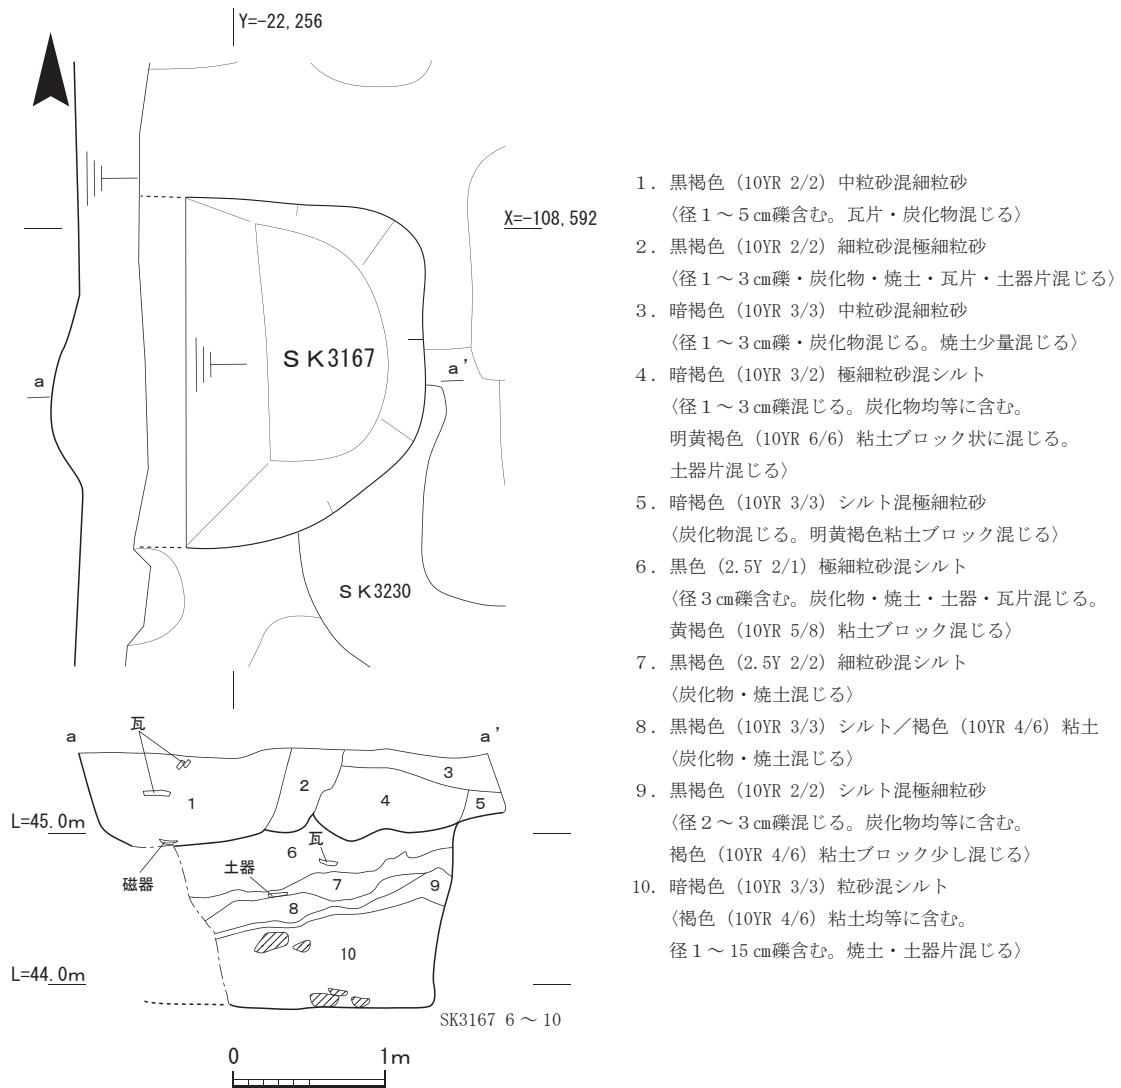 Y=-22,256
X=-108,592
ＳＫ3167
a
a'
ＳＫ3230
a
瓦
a'
1
2
3
4
5
L=45.0m
6
瓦
磁器
土器
7
8
9
10
L=44.0m
SK3167 6～10
0
1m
１．黒褐色（10YR 2/2）中粒砂混細粒砂
〈径１～５㎝礫含む。瓦片・炭化物混じる〉
２．黒褐色（10YR 2/2）細粒砂混極細粒砂
〈径１～３㎝礫・炭化物・焼土・瓦片・土器片混じる〉
３．暗褐色（10YR 3/3）中粒砂混細粒砂
〈径１～３㎝礫・炭化物混じる。焼土少量混じる〉
４．暗褐色（10YR 3/2）極細粒砂混シルト
〈径１～３㎝礫混じる。炭化物均等に含む。
明黄褐色（10YR 6/6）粘土ブロック状に混じる。
土器片混じる〉
５．暗褐色（10YR 3/3）シルト混極細粒砂
〈炭化物混じる。明黄褐色粘土ブロック混じる〉
６．黒色（2.5Y 2/1）極細粒砂混シルト
〈径３㎝礫含む。炭化物・焼土・土器・瓦片混じる。
黄褐色（10YR 5/8）粘土ブロック混じる〉
７．黒褐色（2.5Y 2/2）細粒砂混シルト
〈炭化物・焼土混じる〉
８．黒褐色（10YR 3/3）シルト／褐色（10YR 4/6）粘土
〈炭化物・焼土混じる〉
９．黒褐色（10YR 2/2）シルト混極細粒砂
〈径２～３㎝礫混じる。炭化物均等に含む。
褐色（10YR 4/6）粘土ブロック少し混じる〉
10．暗褐色（10YR 3/3）粒砂混シルト
〈褐色（10YR 4/6）粘土均等に含む。
径１～15㎝礫含む。焼土・土器片混じる〉